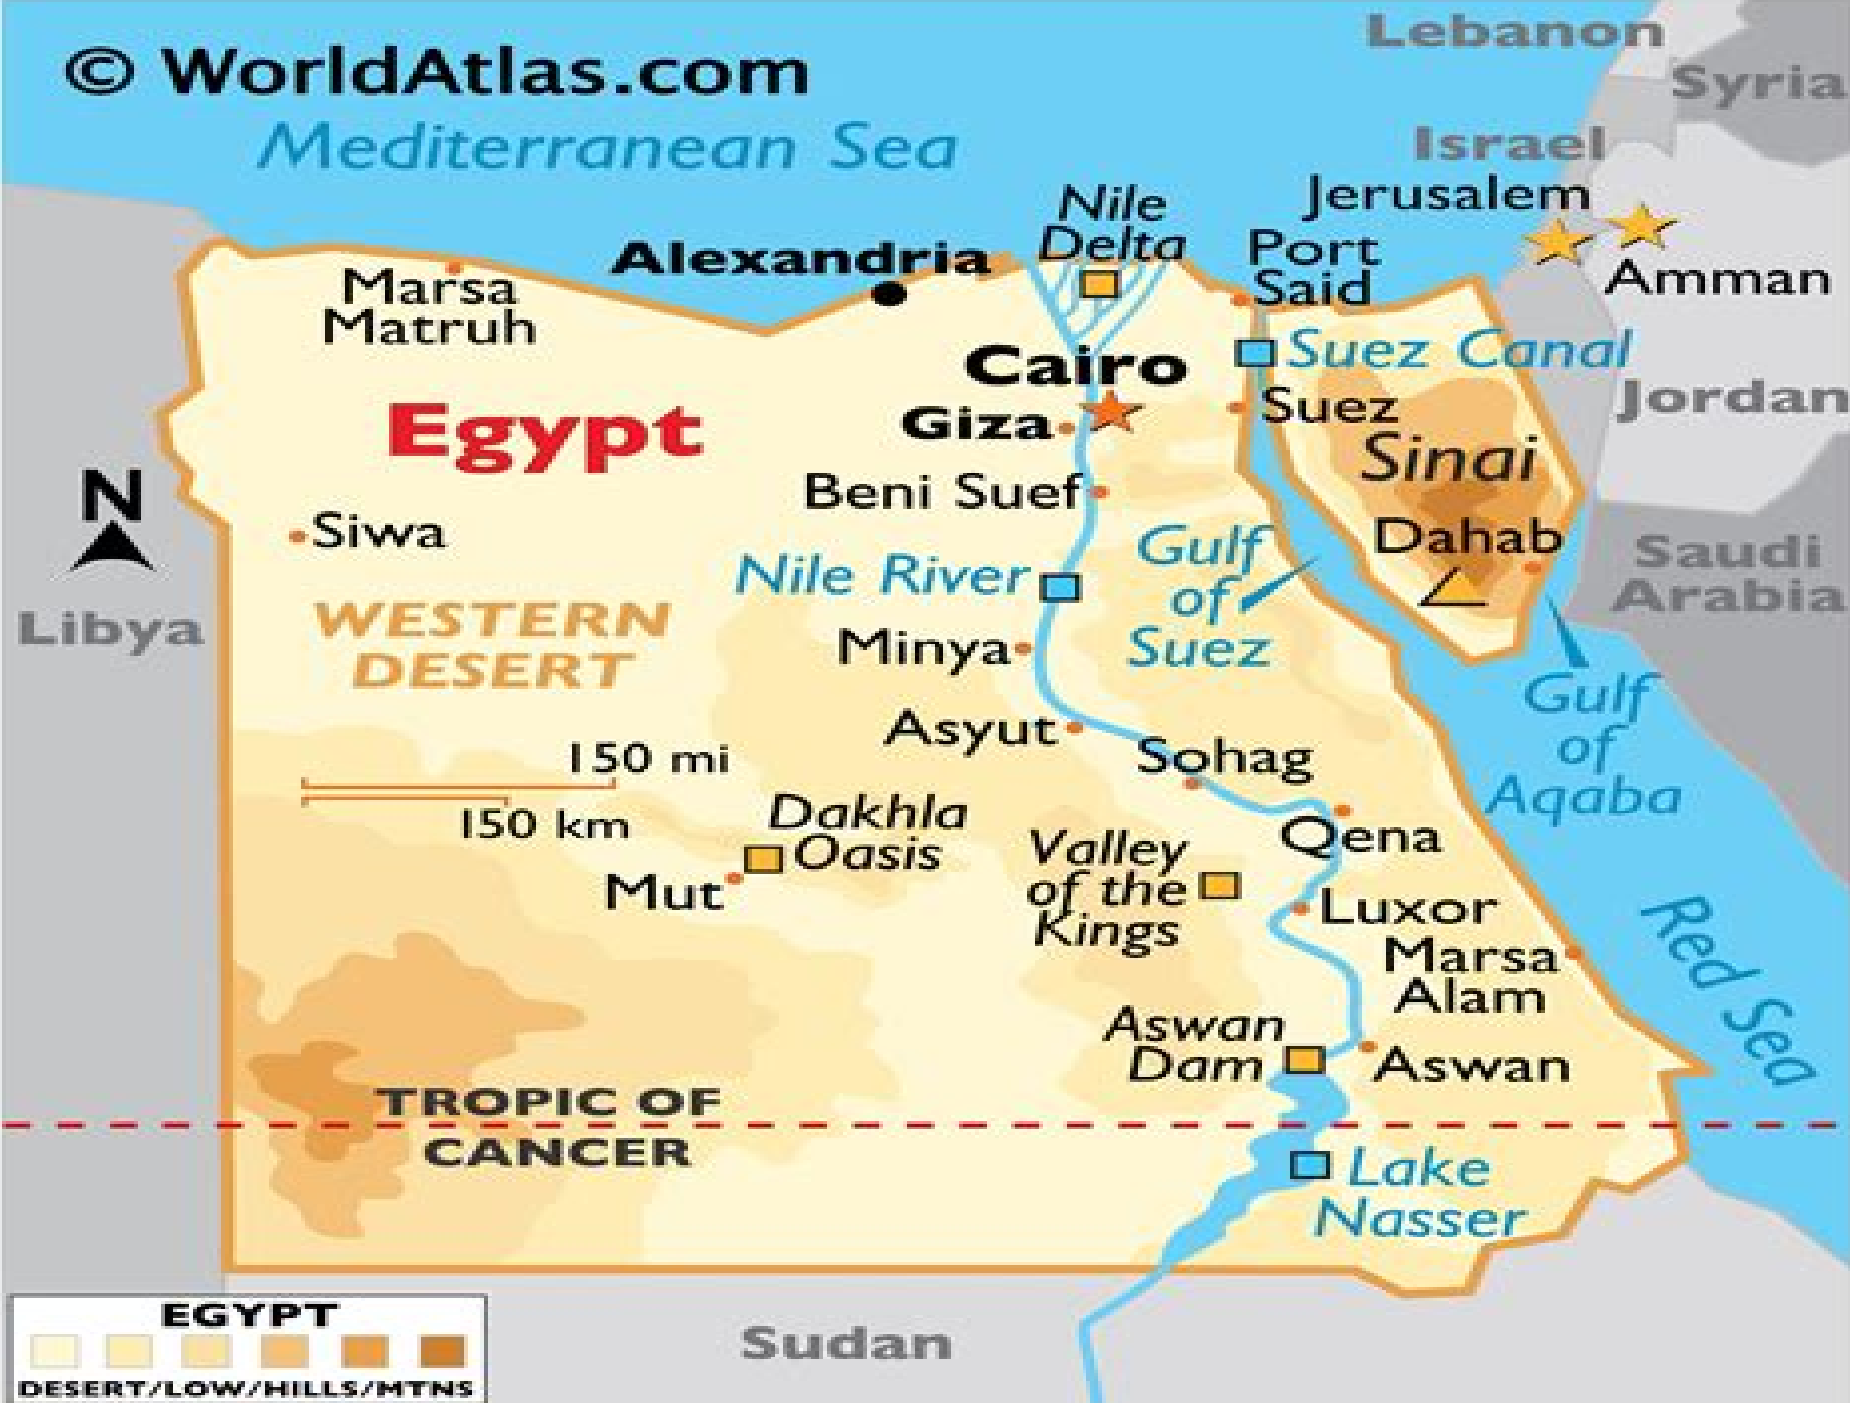 © WorldAtlas.com
Mediterranean Sea
Lebanon
Syria
Israel
Jerusalem
Amman
Nile
Delta
Port
Said
Alexandria
Marsa
Matruh
Suez Canal
Cairo
Jordan
Egypt
Giza
Suez
Sinai
N
Beni Suef
Siwa
Dahab
Gulf
of
Suez
Saudi
Arabia
Nile River
Libya
WESTERN
DESERT
Minya
Gulf
of
Aqaba
Asyut
Sohag
150 mi
150 km
Dakhla
Oasis
Mut
Valley
of the
Kings
Qena
Luxor
Red Sea
Marsa
Alam
Aswan
Dam
Aswan
TROPIC OF
CANCER
Lake
Nasser
Sudan
EGYPT
DESERT/LOW/HILLS/MTNS